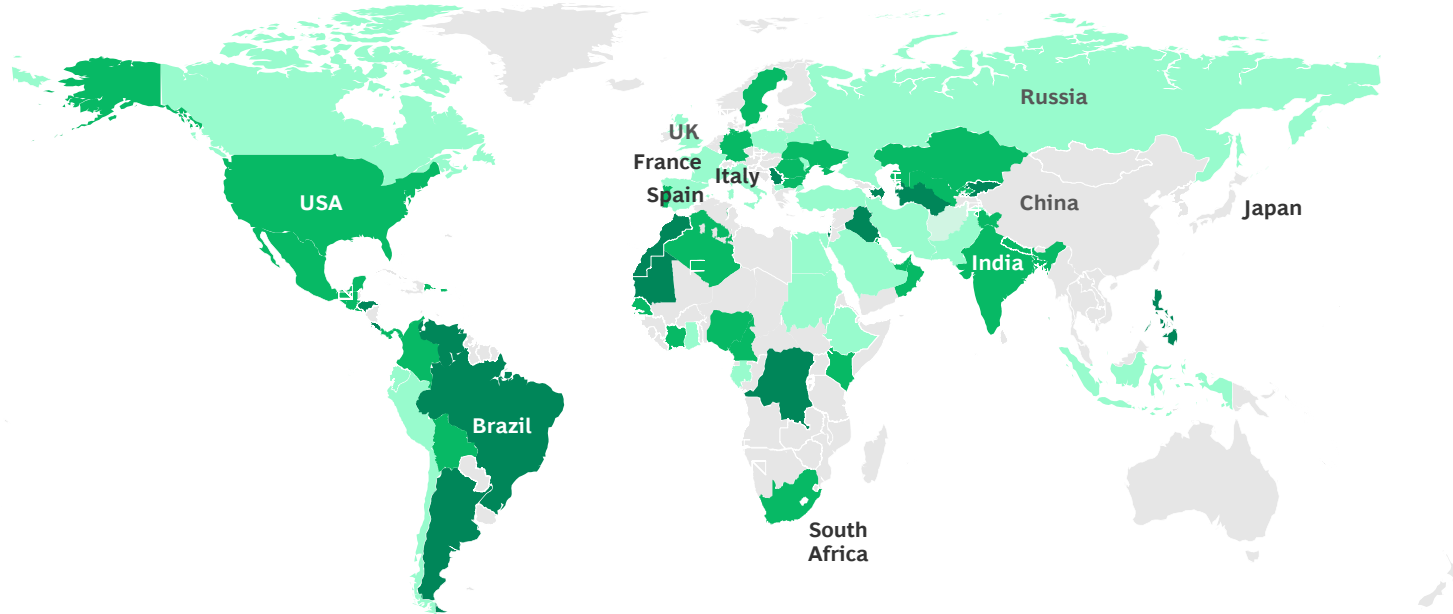 Russia
UK
France
Italy
Spain
USA
China
Japan
India
Brazil
South
Africa